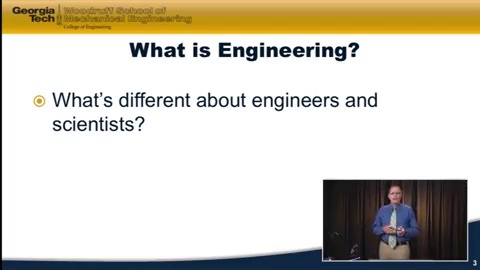 Georgia Tech
Woodruff School of
Mechanical Engineering
College of Engineering
What is Engineering?
What's different about engineers and
scientists?
3